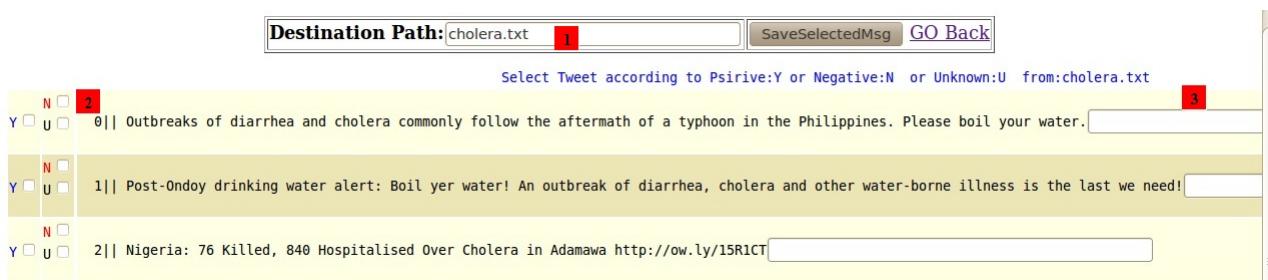 Destination Path: cholera.txt 1 SaveSelectedMsg GO Back
Select Tweet according to Psirive:Y or Negative:N or Unknown:U from:cholera.txt
N 2 3
Y U 0|| Outbreaks of diarrhea and cholera commonly follow the aftermath of a typhoon in the Philippines. Please boil your water.
N
Y U 1|| Post-Ondoy drinking water alert: Boil yer water! An outbreak of diarrhea, cholera and other water-borne illness is the last we need!
N
Y U 2|| Nigeria: 76 Killed, 840 Hospitalised Over Cholera in Adamawa http://ow.ly/15R1CT